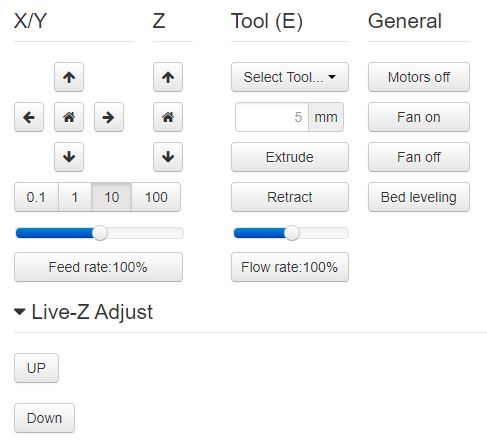 X/Y
Z
Tool (E)
General
Select Tool...
Motors off
5 mm
Fan on
Extrude
Fan off
0.1 1 10 100
Retract
Bed leveling
Feed rate:100%
Flow rate:100%
Live-Z Adjust
UP
Down